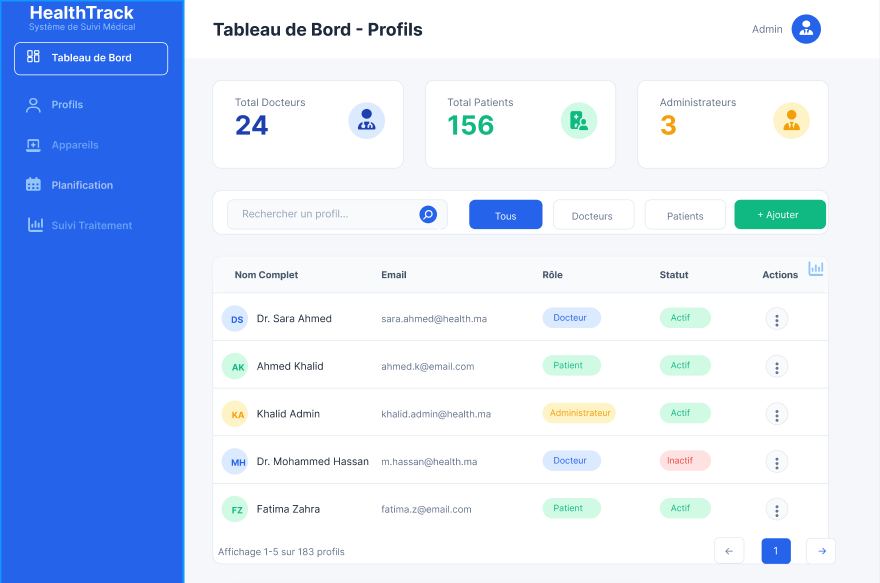 HealthTrack
Système de Suivi Médical
Tableau de Bord
Profils
Appareils
Planification
Suivi Traitement
Tableau de Bord - Profils
Admin
Total Docteurs
24
Total Patients
156
Administrateurs
3
Rechercher un profil...
Tous
Docteurs
Patients
+ Ajouter
Nom Complet Email Rôle Statut Actions
DS Dr. Sara Ahmed sara.ahmed@health.ma Docteur Actif
AK Ahmed Khalid ahmed.k@email.com Patient Actif
KA Khalid Admin khalid.admin@health.ma Administrateur Actif
MH Dr. Mohammed Hassan m.hassan@health.ma Docteur Inactif
FZ Fatima Zahra fatima.z@email.com Patient Actif
Affichage 1-5 sur 183 profils ← 1 →